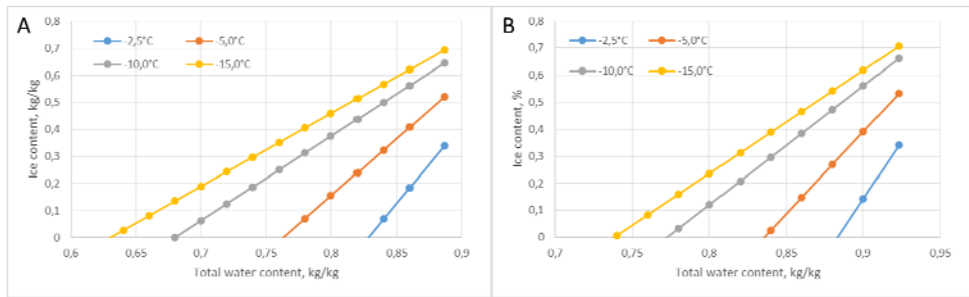 A
-2,5°C -5,0°C
-10,0°C -15,0°C
Ice content, kg/kg
0,8
0,7
0,6
0,5
0,4
0,3
0,2
0,1
0
0,6 0,65 0,7 0,75 0,8 0,85 0,9
Total water content, kg/kg
B
-2,5°C -5,0°C
-10,0°C -15,0°C
Ice content, %
0,8
0,7
0,6
0,5
0,4
0,3
0,2
0,1
0
0,7 0,75 0,8 0,85 0,9 0,95
Total water content, kg/kg